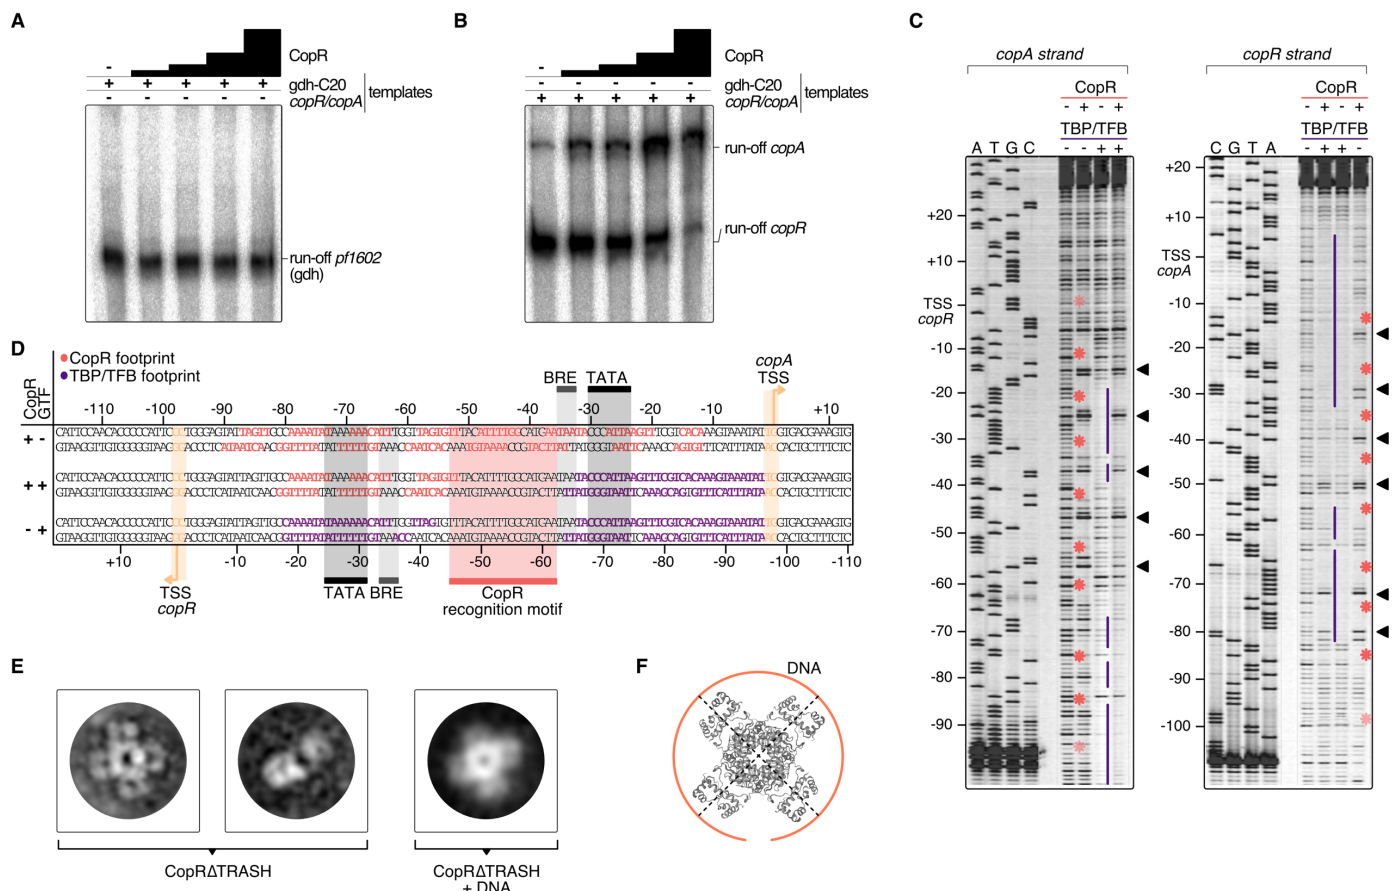 A
CopR
-
+ + + + + gdh-C20
- - - - - copR/copA
templates
run-off pf1602
(gdh)
B
CopR
-
- - - - - gdh-C20
+ + + + + copR/copA
templates
run-off copA
run-off copR
C
copA strand
CopR
- + - +
TBP/TFB
- - + +
A T G C
+20
+10
TSS
copR
-10
-20
-30
-40
-50
-60
-70
-80
-90
copR strand
CopR
- + + -
TBP/TFB
- + + -
C G T A
+20
+10
TSS
copA
-10
-20
-30
-40
-50
-60
-70
-80
-90
-100
D
CopR footprint
TBP/TFB footprint
CopR
GTF
BRE TATA
copA
TSS
-110 -100 -90 -80 -70 -60 -50 -40 -30 -20 -10 +10
+ -
+ +
- +
+10 -10 -20 -30 -40 -50 -60 -70 -80 -90 -100 -110
TSS
copR
TATA BRE
CopR
recognition motif
E
CopRΔTRASH
CopRΔTRASH
+ DNA
F
DNA